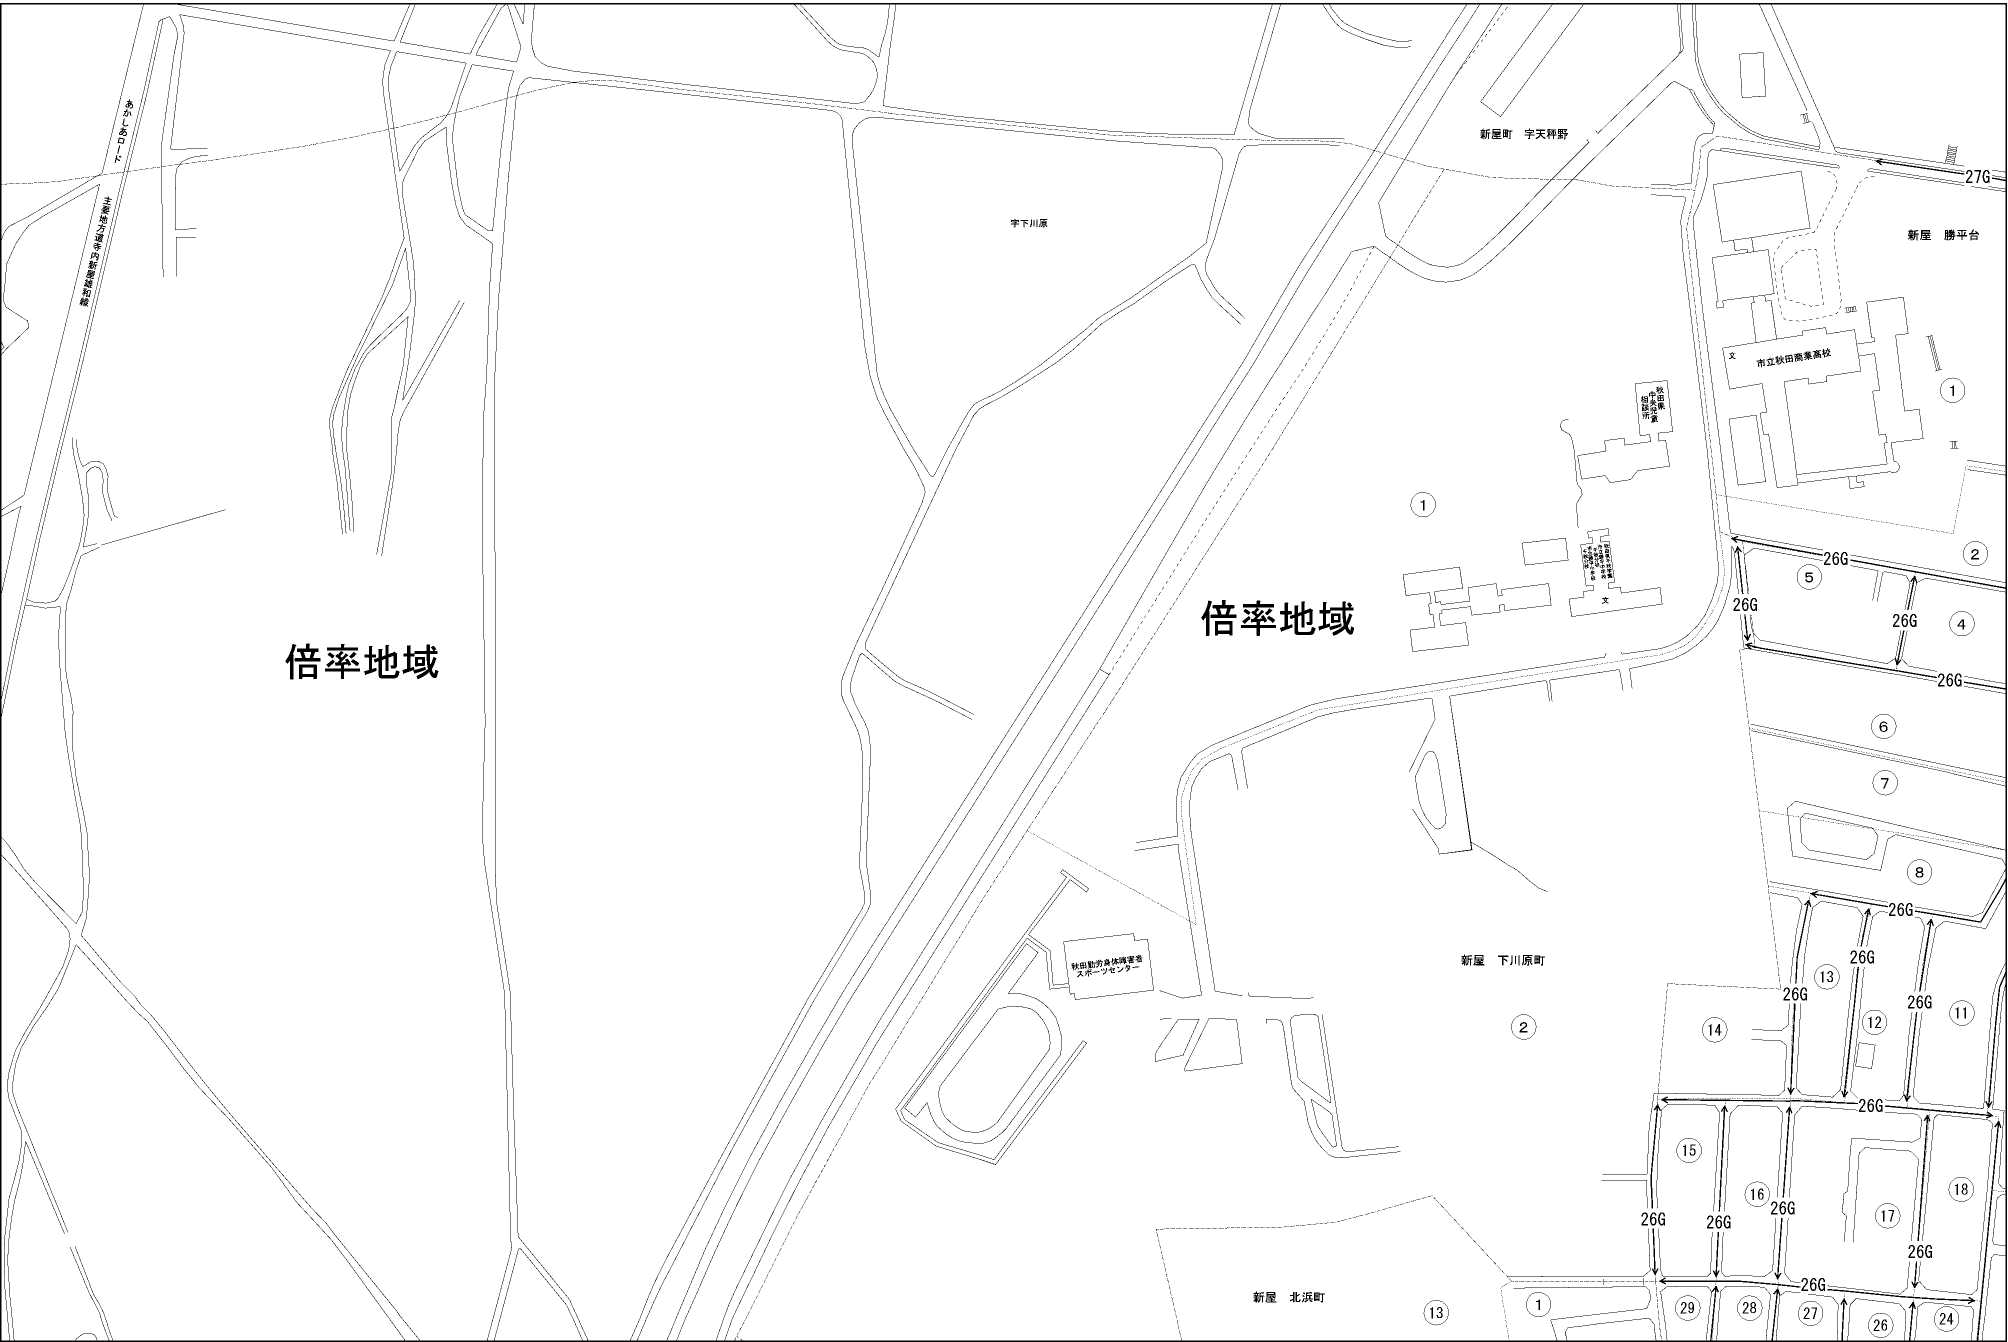 あかしあロード
新屋町 字天秤野
27G
主要地方道寺内新屋雄和線
字下川原
新屋 勝平台
文
市立秋田商業高校
1
秋田県
中央児童
相談所
1
2
26G
5
26G
26G
4
文
倍率地域
倍率地域
26G
6
7
8
26G
秋田勤労身体障害者
スポーツセンター
新屋 下川原町
26G
13
26G
26G
12
11
2
14
26G
15
16
17
18
26G
26G
26G
26G
26G
新屋 北浜町
13
1
29
28
27
26
24